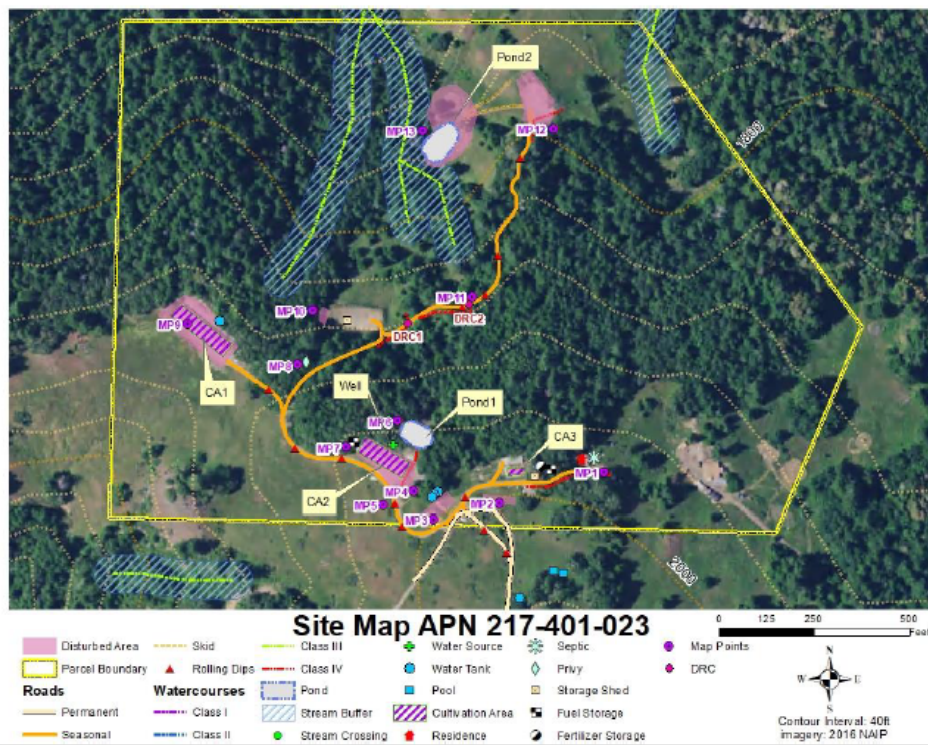 Pond2
MP13
MP12
1600
MP11
MP10
DRC2
MP9
DRC1
MP8
CA1
Well
Pond1
MP6
CA3
MP7
MP1
CA2
MP4
MP5
MP2
MP3
2000
Site Map APN 217-401-023
0 125 250 500
Feet
Disturbed Area
Skid
Class III
Water Source
Septic
Map Points
Parcel Boundary
Rolling Dips
Class IV
Water Tank
Privy
DRC
Roads
Watercourses
Pond
Pool
Storage Shed
N
W E
S
Permanent
Class I
Stream Buffer
Cultivation Area
Fuel Storage
Seasonal
Class II
Stream Crossing
Residence
Fertilizer Storage
Contour Interval: 40ft
imagery: 2016 NAIP